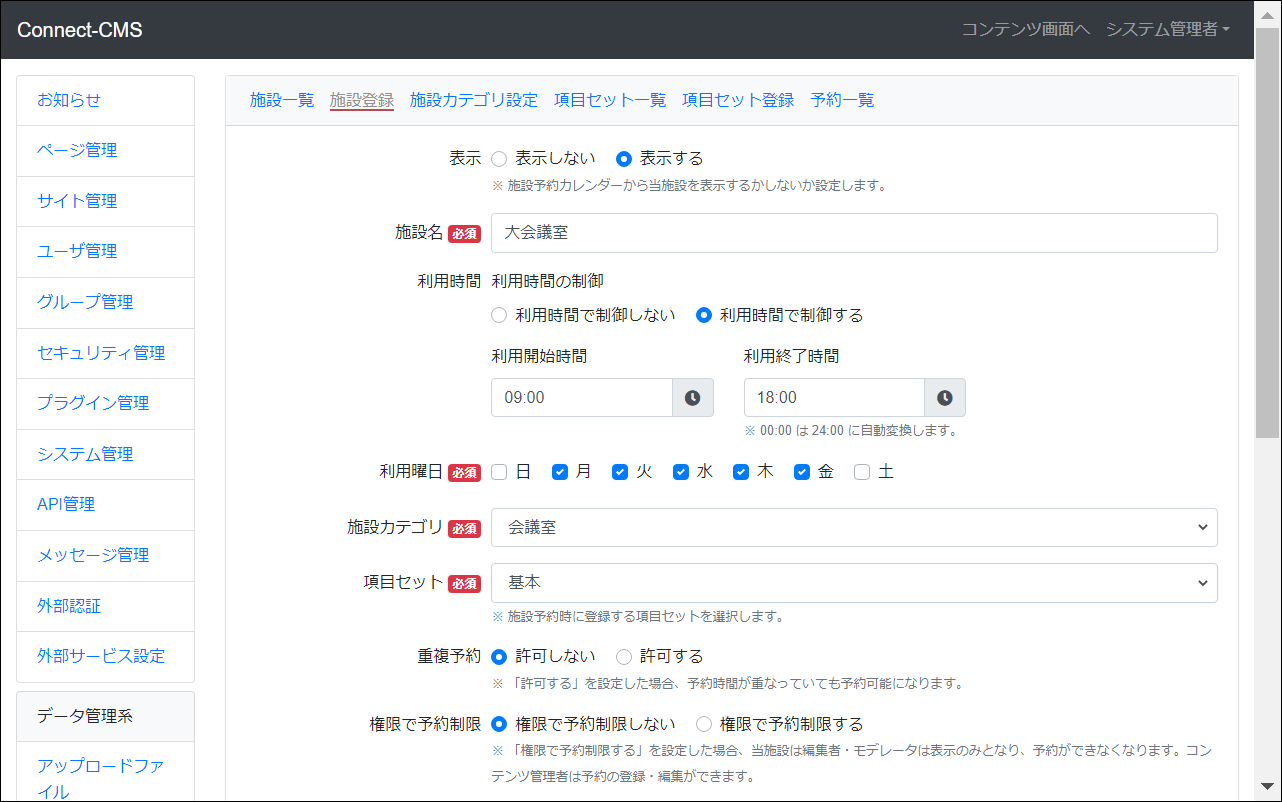 Connect-CMS
コンテンツ画面へ システム管理者
お知らせ
ページ管理
サイト管理
ユーザ管理
グループ管理
セキュリティ管理
プラグイン管理
システム管理
API管理
メッセージ管理
外部認証
外部サービス設定
データ管理系
アップロードファ
イル
施設一覧 施設登録 施設カテゴリ設定 項目セット一覧 項目セット登録 予約一覧
表示 表示しない 表示する
※ 施設予約カレンダーから当施設を表示するかしないか設定します。
施設名 必須 大会議室
利用時間 利用時間の制御
利用時間で制御しない 利用時間で制御する
利用開始時間 利用終了時間
09:00 18:00
※ 00:00 は 24:00 に自動変換します。
利用曜日 必須 日 月 火 水 木 金 土
施設カテゴリ 必須 会議室
項目セット 必須 基本
※ 施設予約時に登録する項目セットを選択します。
重複予約 許可しない 許可する
※ 「許可する」を設定した場合、予約時間が重なっていても予約可能になります。
権限で予約制限 権限で予約制限しない 権限で予約制限する
※ 「権限で予約制限する」を設定した場合、当施設は編集者・モデレータは表示のみとなり、予約ができなくなります。コン
テンツ管理者は予約の登録・編集ができます。